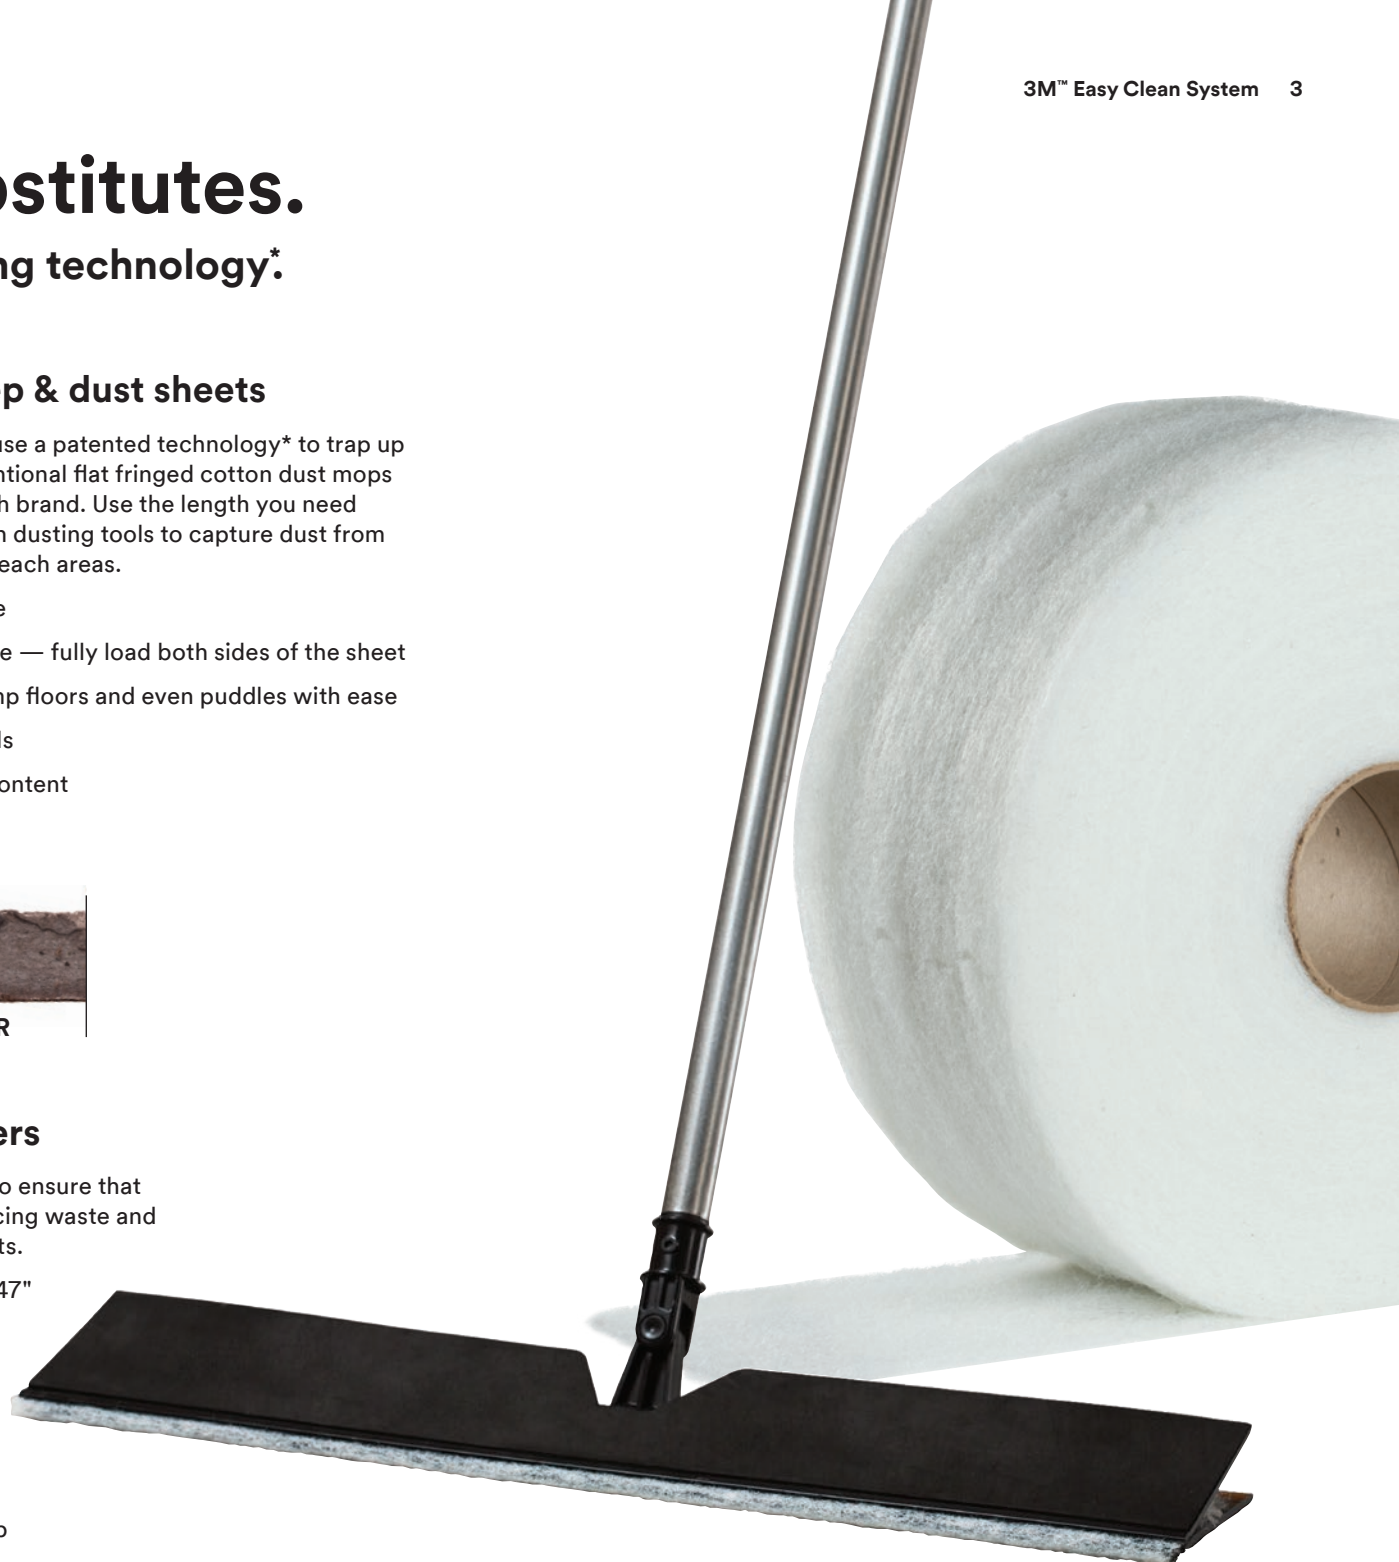 3M™ Easy Clean System 3
ostitutes.
ng technology*.
op & dust sheets
use a patented technology* to trap up
ntional flat fringed cotton dust mops
h brand. Use the length you need
n dusting tools to capture dust from
each areas.
e
e — fully load both sides of the sheet
mp floors and even puddles with ease
ls
ontent
R
ers
o ensure that
cing waste and
ts.
47"
p